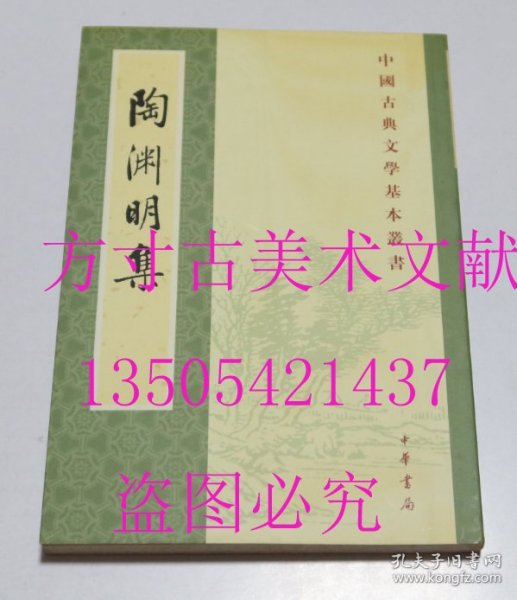 中國古典文學基本叢書
陶渊明集
中華書局
方寸古美术文献
13505421437
盗图必究
孔夫子旧书网
www.kongfz.com